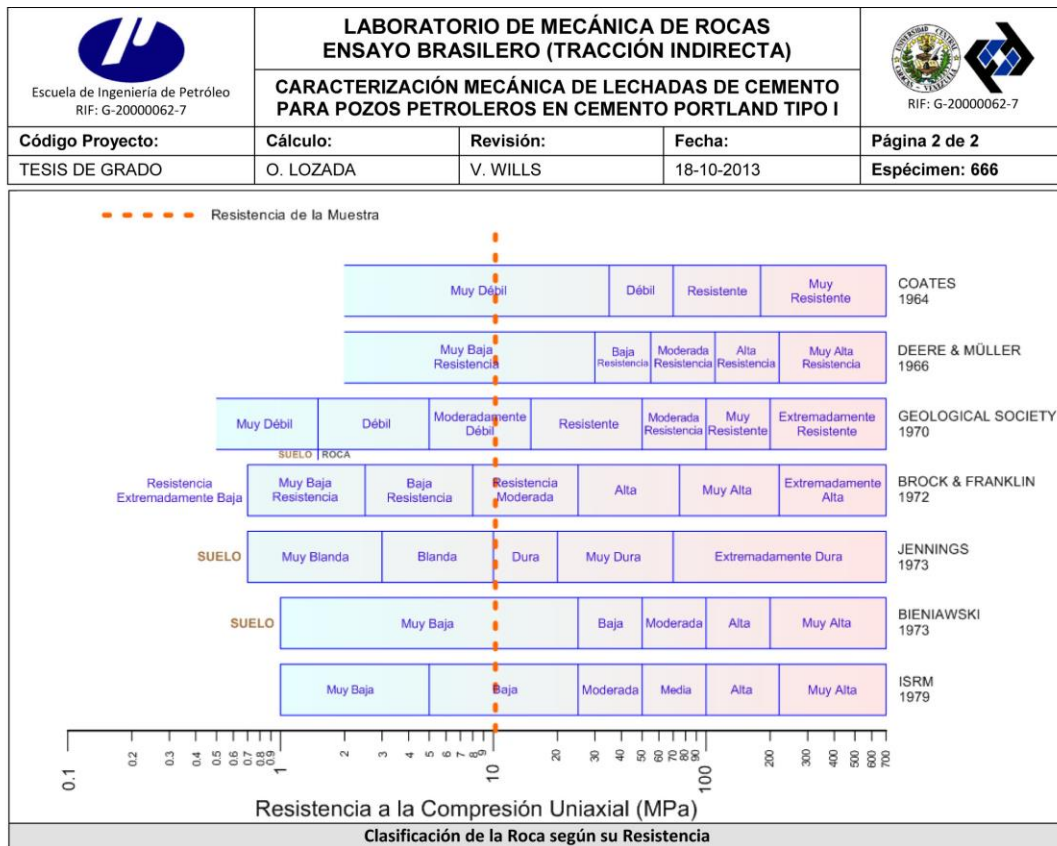 LABORATORIO DE MECÁNICA DE ROCAS
ENSAYO BRASILERO (TRACCIÓN INDIRECTA)
Escuela de Ingeniería de Petróleo
RIF: G-20000062-7
CARACTERIZACIÓN MECÁNICA DE LECHADAS DE CEMENTO
PARA POZOS PETROLEROS EN CEMENTO PORTLAND TIPO I
UNIVERSIDAD CENTRAL
CARACAS - VENEZUELA
RIF: G-20000062-7
Código Proyecto: Cálculo: Revisión: Fecha: Página 2 de 2
TESIS DE GRADO O. LOZADA V. WILLS 18-10-2013 Espécimen: 666
Resistencia de la Muestra
Muy Débil Débil Resistente Muy
Resistente
COATES
1964
Muy Baja
Resistencia
Baja
Resistencia
Moderada
Resistencia
Alta
Resistencia
Muy Alta
Resistencia
DEERE & MÜLLER
1966
Muy Débil Débil Moderadamente
Débil
Resistente
Moderada
Resistencia
Muy
Resistente
Extremadamente
Resistente
GEOLOGICAL SOCIETY
1970
SUELO ROCA
Resistencia
Extremadamente Baja
Muy Baja
Resistencia
Baja
Resistencia
Resistencia
Moderada
Alta Muy Alta Extremadamente
Alta
BROCK & FRANKLIN
1972
SUELO Muy Blanda Blanda Dura Muy Dura Extremadamente Dura
JENNINGS
1973
SUELO Muy Baja Baja Moderada Alta Muy Alta
BIENIAWSKI
1973
Muy Baja Baja Moderada Media Alta Muy Alta
ISRM
1979
0.1 0.2 0.3 0.4 0.5 0.6 0.7 0.8 0.9 1 2 3 4 5 6 7 8 9 10 20 30 40 50 60 70 80 90 100 200 300 400 500 600 700
Resistencia a la Compresión Uniaxial (MPa)
Clasificación de la Roca según su Resistencia